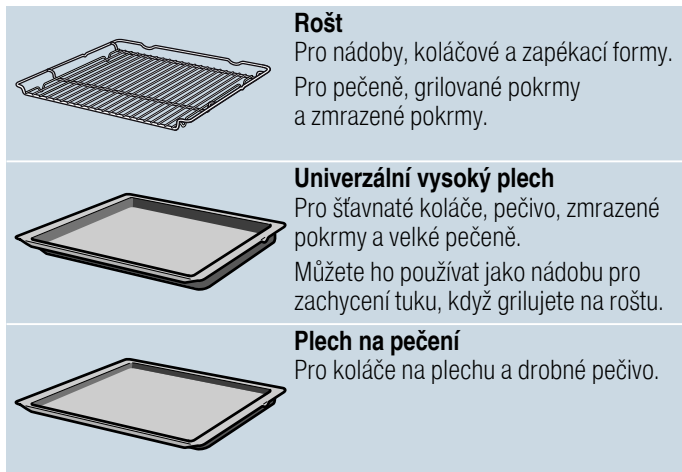 Rošt
Pro nádoby, koláčové a zapékací formy.
Pro pečeně, grilované pokrmy
a zmrazené pokrmy.
Univerzální vysoký plech
Pro šťavnaté koláče, pečivo, zmrazené
pokrmy a velké pečeně.
Můžete ho používat jako nádobu pro
zachycení tuku, když grilujete na roštu.
Plech na pečení
Pro koláče na plechu a drobné pečivo.